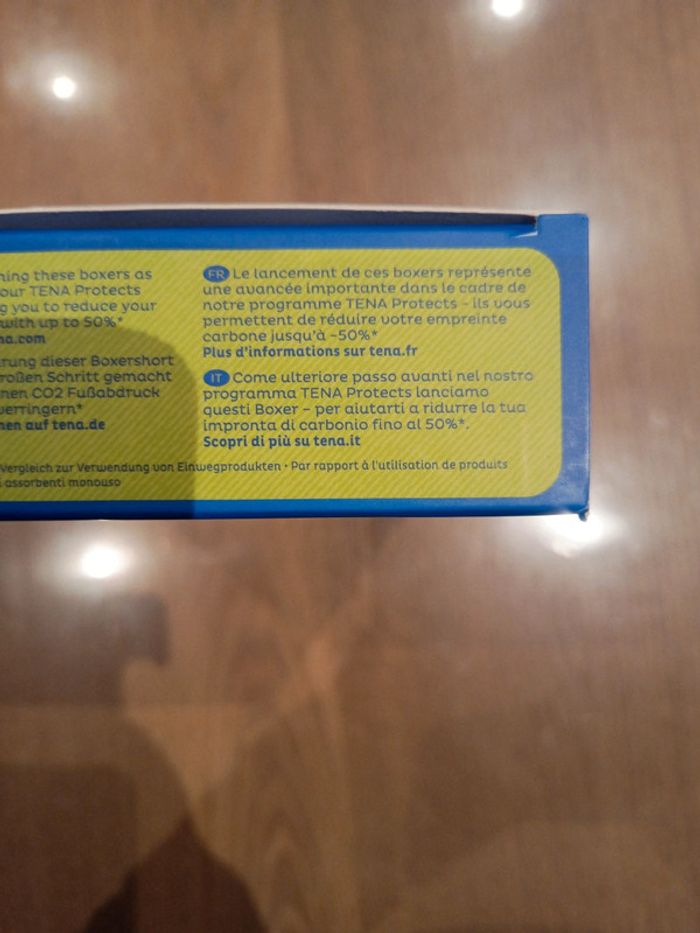 ning these boxers as
our TENA Protects
g you to reduce your
with up to 50%*
na.com
rung dieser Boxershort
roßen Schritt gemacht
nen CO2 Fußabdruck
verringern*
nen auf tena.de
FR Le lancement de ces boxers représente
une avancée importante dans le cadre de
notre programme TENA Protects - ils vous
permettent de réduire votre empreinte
carbone jusqu'à -50%*
Plus d'informations sur tena.fr
IT Come ulteriore passo avanti nel nostro
programma TENA Protects lanciamo
questi Boxer – per aiutarti a ridurre la tua
impronta di carbonio fino al 50%*.
Scopri di più su tena.it
Vergleich zur Verwendung von Einwegprodukten • Par rapport à l'utilisation de produits
i assorbenti monouso